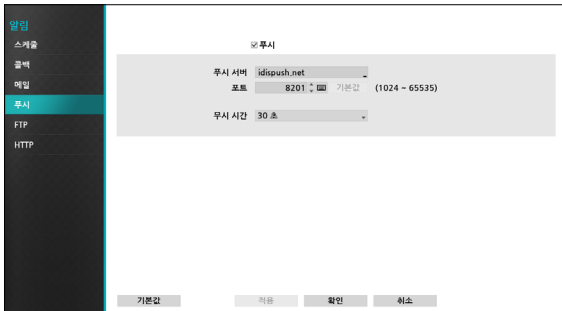 알림
스케줄
콜백
메일
푸시
FTP
HTTP
푸시
푸시 서버 idispush.net
포트 8201 기본값 (1024 ~ 65535)
무시 시간 30 초
기본값 적용 확인 취소